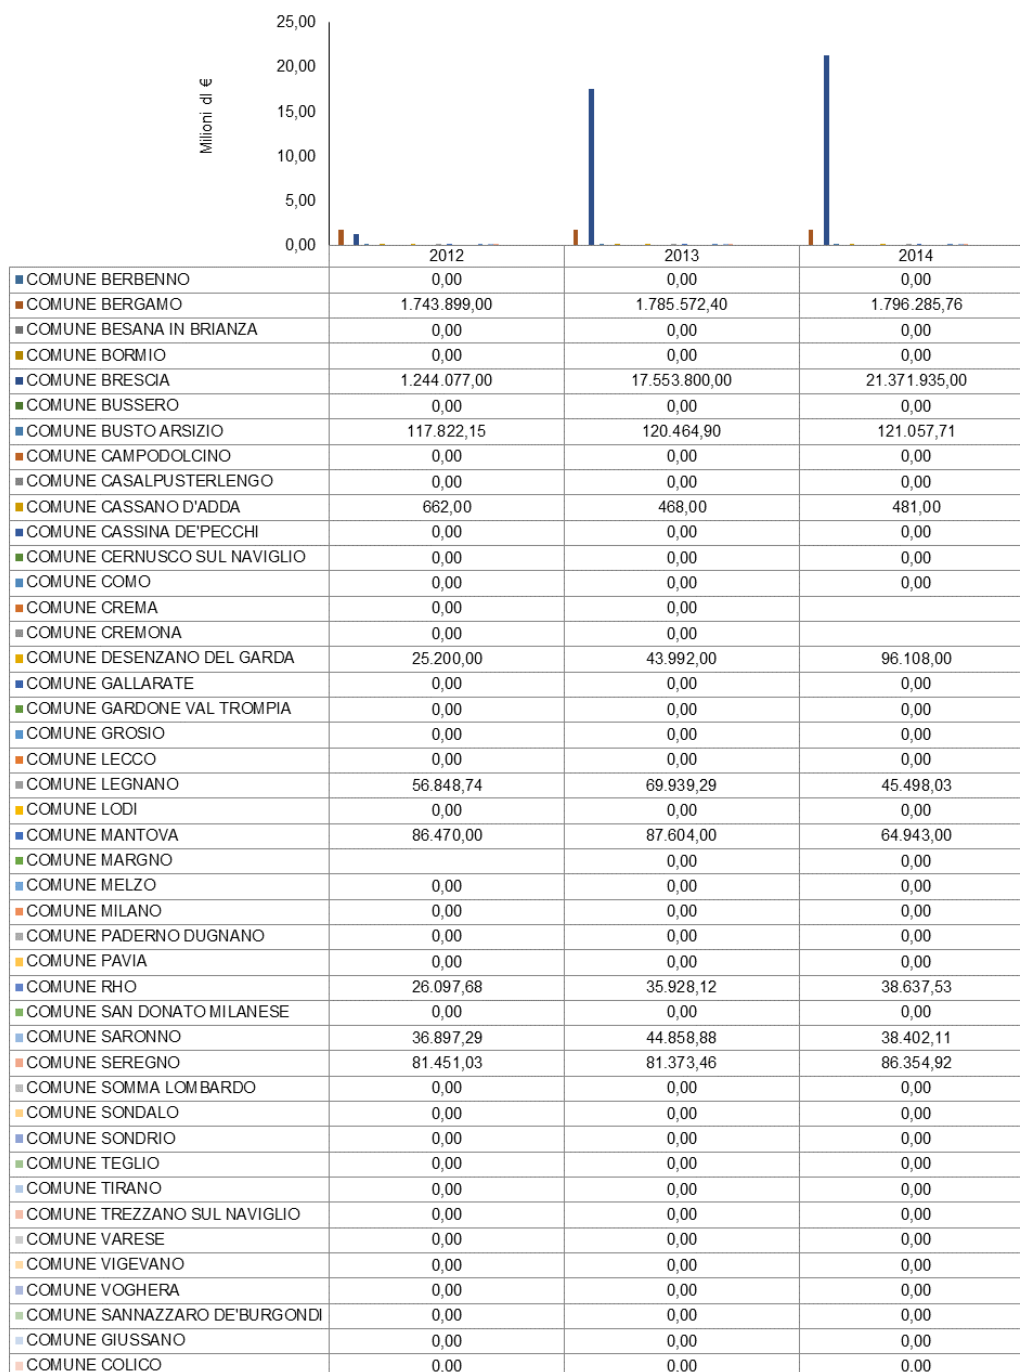 25,00
20,00
15,00
10,00
5,00
0,00
Milioni dI €
2012 2013 2014
COMUNE BERBENNO 0,00 0,00 0,00
COMUNE BERGAMO 1.743.899,00 1.785.572,40 1.796.285,76
COMUNE BESANA IN BRIANZA 0,00 0,00 0,00
COMUNE BORMIO 0,00 0,00 0,00
COMUNE BRESCIA 1.244.077,00 17.553.800,00 21.371.935,00
COMUNE BUSSERO 0,00 0,00 0,00
COMUNE BUSTO ARSIZIO 117.822,15 120.464,90 121.057,71
COMUNE CAMPODOLCINO 0,00 0,00 0,00
COMUNE CASALPUSTERLENGO 0,00 0,00 0,00
COMUNE CASSANO D'ADDA 662,00 468,00 481,00
COMUNE CASSINA DE'PECCHI 0,00 0,00 0,00
COMUNE CERNUSCO SUL NAVIGLIO 0,00 0,00 0,00
COMUNE COMO 0,00 0,00 0,00
COMUNE CREMA 0,00 0,00
COMUNE CREMONA 0,00 0,00
COMUNE DESENZANO DEL GARDA 25.200,00 43.992,00 96.108,00
COMUNE GALLARATE 0,00 0,00 0,00
COMUNE GARDONE VAL TROMPIA 0,00 0,00 0,00
COMUNE GROSIO 0,00 0,00 0,00
COMUNE LECCO 0,00 0,00 0,00
COMUNE LEGNANO 56.848,74 69.939,29 45.498,03
COMUNE LODI 0,00 0,00 0,00
COMUNE MANTOVA 86.470,00 87.604,00 64.943,00
COMUNE MARGNO 0,00 0,00
COMUNE MELZO 0,00 0,00 0,00
COMUNE MILANO 0,00 0,00 0,00
COMUNE PADERNO DUGNANO 0,00 0,00 0,00
COMUNE PAVIA 0,00 0,00 0,00
COMUNE RHO 26.097,68 35.928,12 38.637,53
COMUNE SAN DONATO MILANESE 0,00 0,00 0,00
COMUNE SARONNO 36.897,29 44.858,88 38.402,11
COMUNE SEREGNO 81.451,03 81.373,46 86.354,92
COMUNE SOMMA LOMBARDO 0,00 0,00 0,00
COMUNE SONDALO 0,00 0,00 0,00
COMUNE SONDRIO 0,00 0,00 0,00
COMUNE TEGLIO 0,00 0,00 0,00
COMUNE TIRANO 0,00 0,00 0,00
COMUNE TREZZANO SUL NAVIGLIO 0,00 0,00 0,00
COMUNE VARESE 0,00 0,00 0,00
COMUNE VIGEVANO 0,00 0,00 0,00
COMUNE VOGHERA 0,00 0,00 0,00
COMUNE SANNAZZARO DE'BURGONDI 0,00 0,00 0,00
COMUNE GIUSSANO 0,00 0,00 0,00
COMUNE COLICO 0,00 0,00 0,00